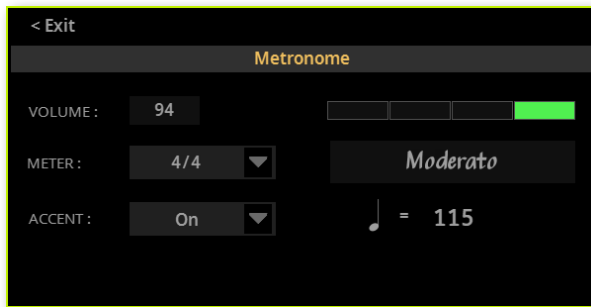 < Exit
Metronome
VOLUME : 94
METER : 4/4 Moderato
ACCENT : On = 115